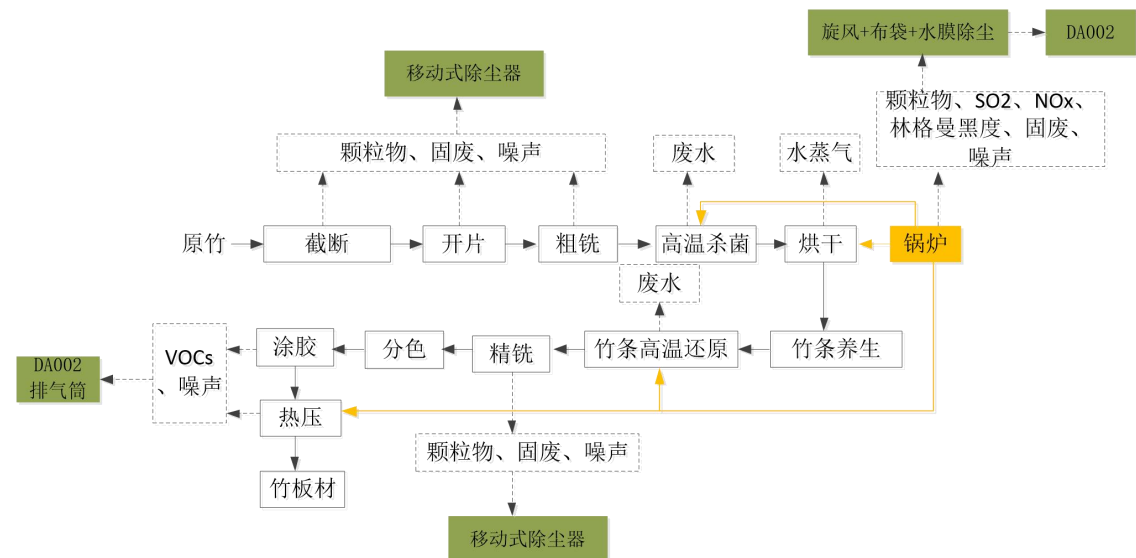 旋风+布袋+水膜除尘
DA002
移动式除尘器
颗粒物、SO2、NOx、
林格曼黑度、固废、
噪声
颗粒物、固废、噪声
废水
水蒸气
原竹
截断
开片
粗铣
高温杀菌
烘干
锅炉
废水
DA002
排气筒
VOCs
、噪声
涂胶
分色
精铣
竹条高温还原
竹条养生
热压
颗粒物、固废、噪声
竹板材
移动式除尘器